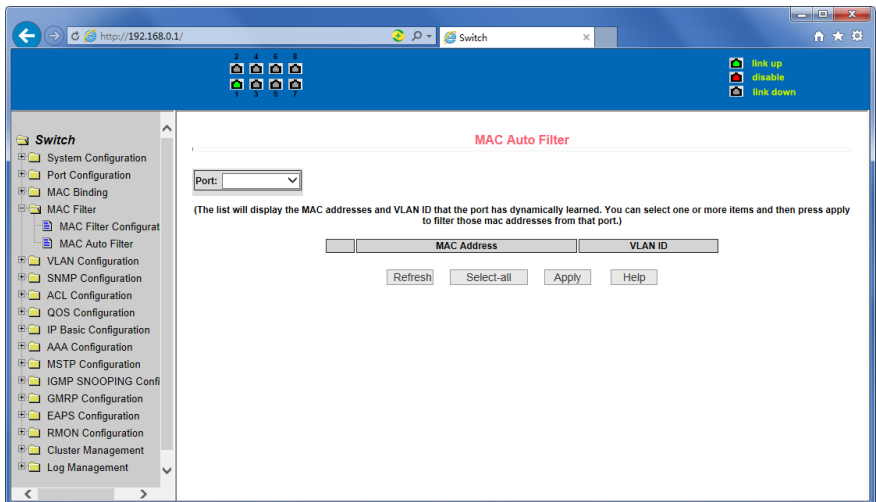 http://192.168.0.1/
Switch
2 4 6 8
1 3 5 7
link up
disable
link down
Switch
System Configuration
Port Configuration
MAC Binding
MAC Filter
MAC Filter Configurat
MAC Auto Filter
VLAN Configuration
SNMP Configuration
ACL Configuration
QOS Configuration
IP Basic Configuration
AAA Configuration
MSTP Configuration
IGMP SNOOPING Confi
GMRP Configuration
EAPS Configuration
RMON Configuration
Cluster Management
Log Management
MAC Auto Filter
Port:
(The list will display the MAC addresses and VLAN ID that the port has dynamically learned. You can select one or more items and then press apply
to filter those mac addresses from that port.)
MAC Address VLAN ID
Refresh Select-all Apply Help